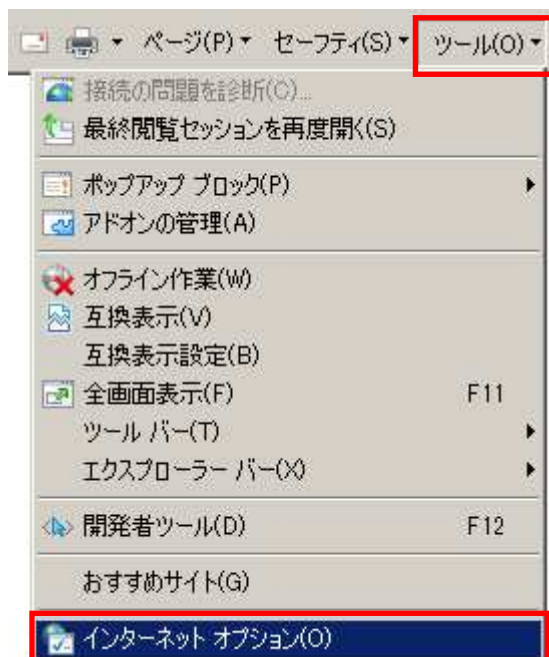 ページ(P) セーフティ(S) ツール(O)
接続の問題を診断(C)...
最終閲覧セッションを再度開く(S)
ポップアップ ブロック(P)
アドオンの管理(A)
オフライン作業(W)
互換表示(V)
互換表示設定(B)
全画面表示(F) F11
ツール バー(T)
エクスプローラー バー(X)
開発者ツール(D) F12
おすすめサイト(G)
インターネット オプション(O)